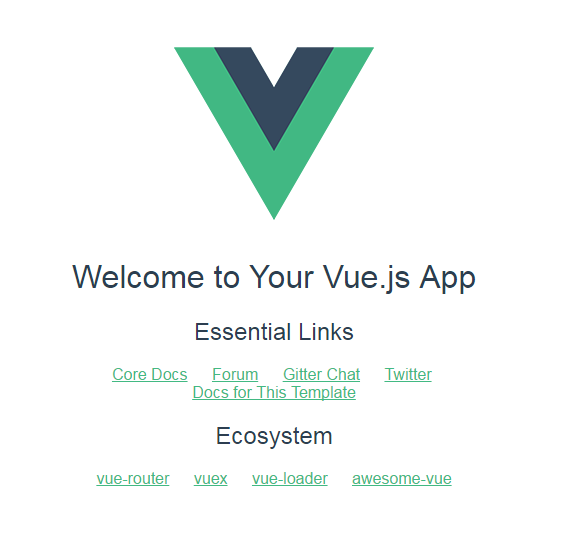 Welcome to Your Vue.js App
Essential Links
Core Docs Forum Gitter Chat Twitter
Docs for This Template
Ecosystem
vue-router vuex vue-loader awesome-vue